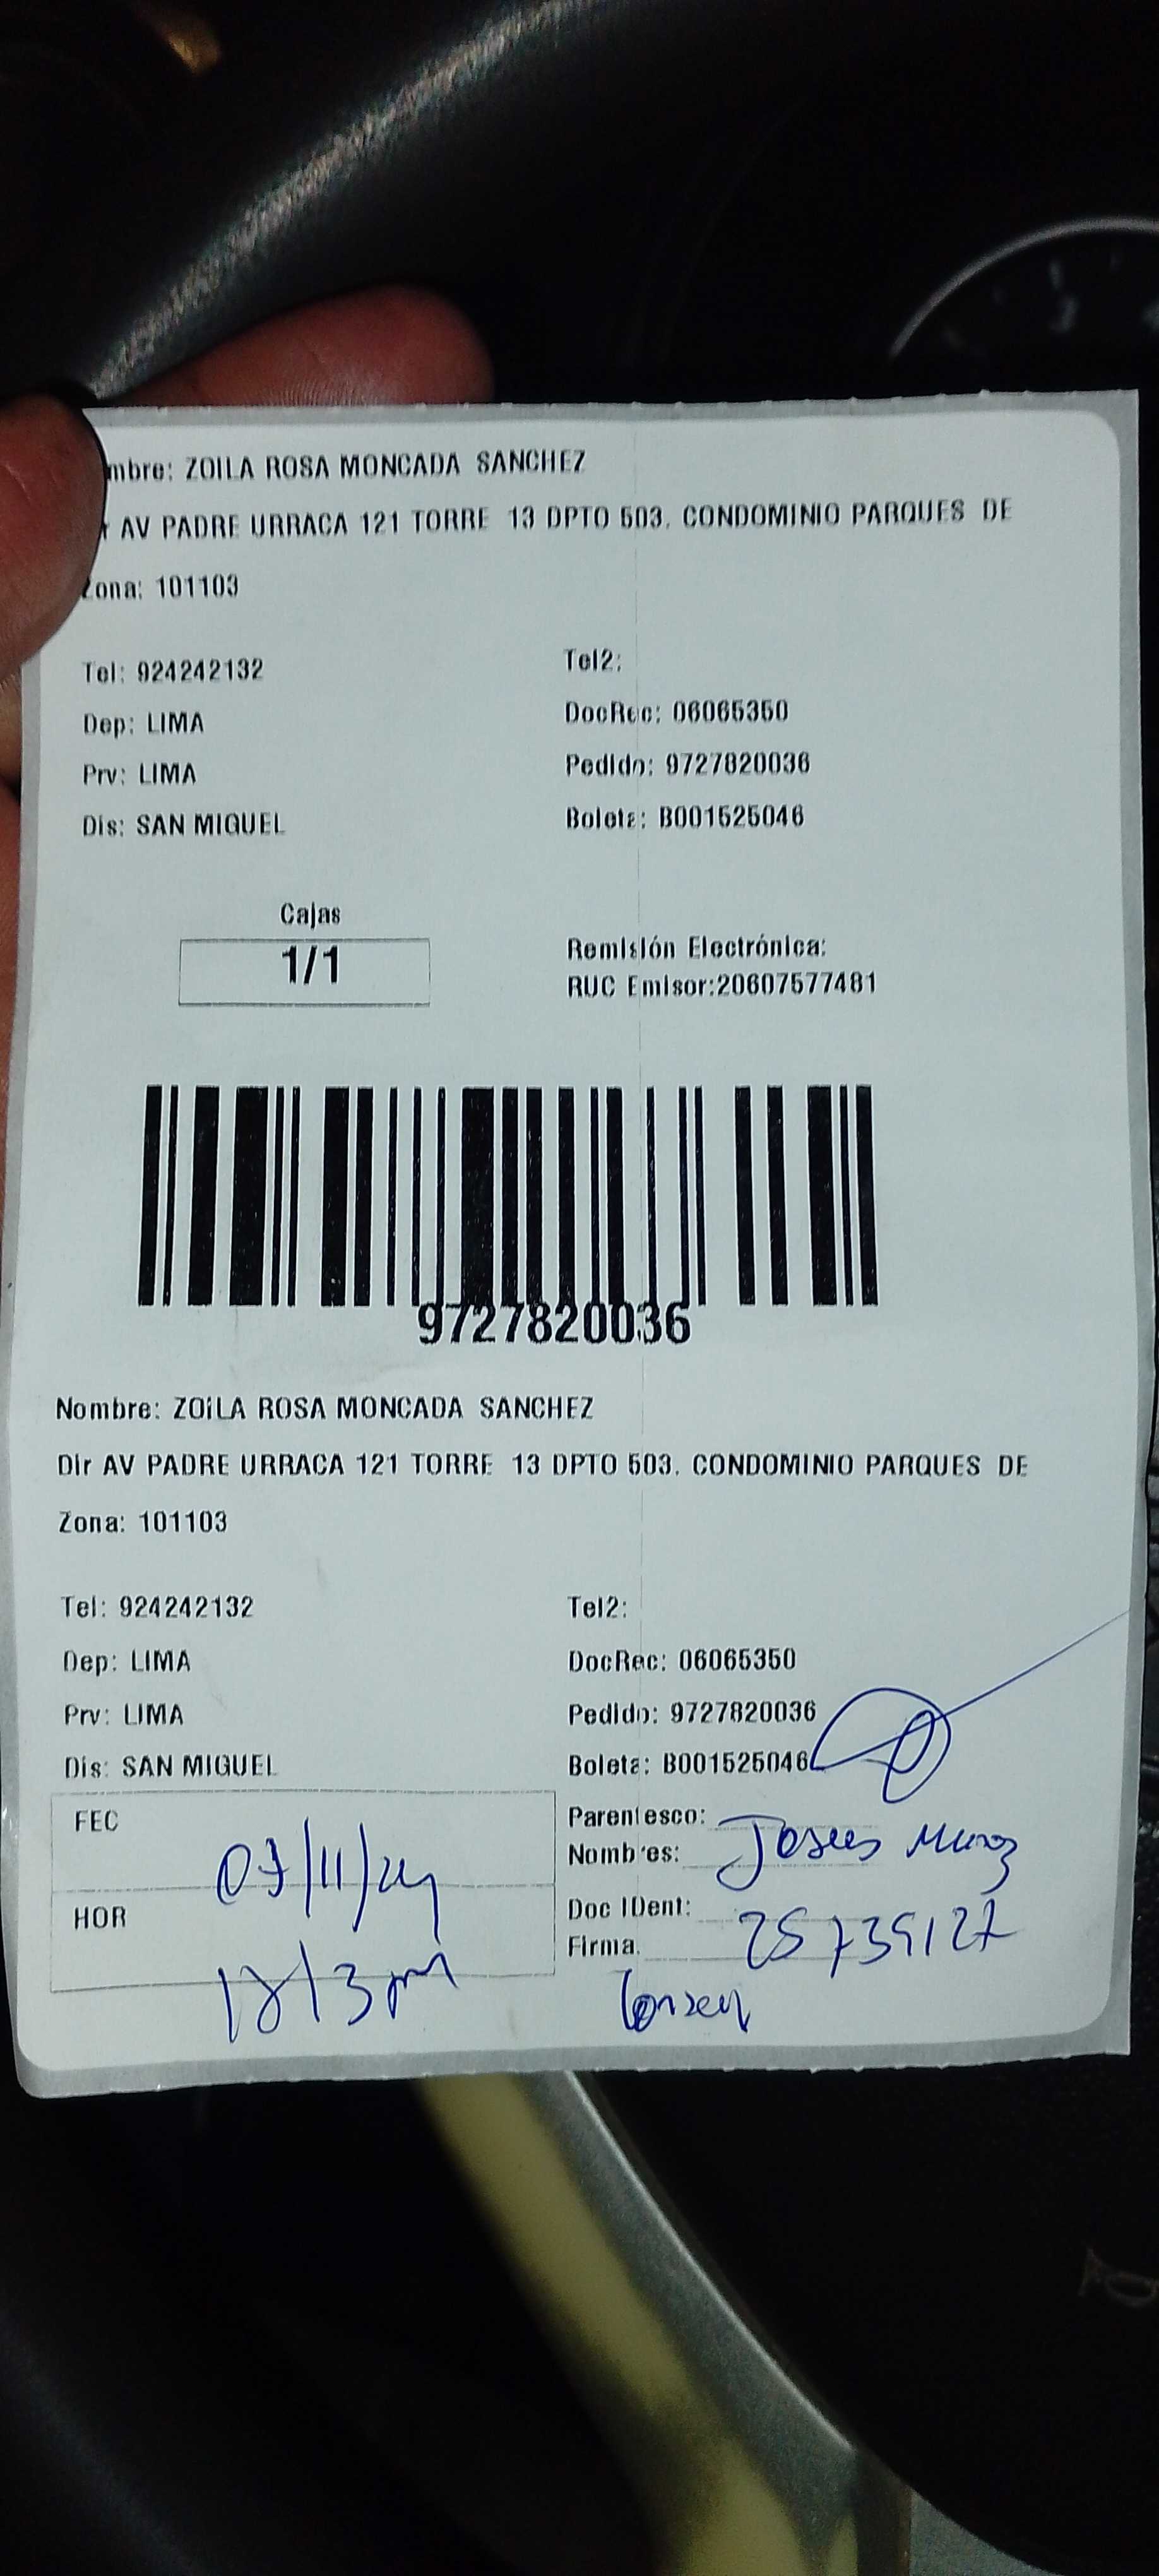 mbre: ZOILA ROSA MONCADA SANCHEZ
AV PADRE URRACA 121 TORRE 13 DPTO 503. CONDOMINIO PARQUES DE
Zona: 101103
Tel: 924242132 Tel2:
Dep: LIMA DocRec: 06065350
Prv: LIMA Pedido: 9727820036
Dis: SAN MIGUEL Boleta: B001525046
Cajas
1/1
Remisión Electrónica:
RUC Emisor:20607577481
9727820036
Nombre: ZOILA ROSA MONCADA SANCHEZ
Dir AV PADRE URRACA 121 TORRE 13 DPTO 503. CONDOMINIO PARQUES DE
Zona: 101103
Tel: 924242132 Tel2:
Dep: LIMA DocRec: 06065350
Prv: LIMA Pedido: 9727820036
Dis: SAN MIGUEL Boleta: B001525046
FEC 07/11/24
HOR
Parentesco:
Nombres: Josues Munoz
Doc IDent: 25739127
Firma.